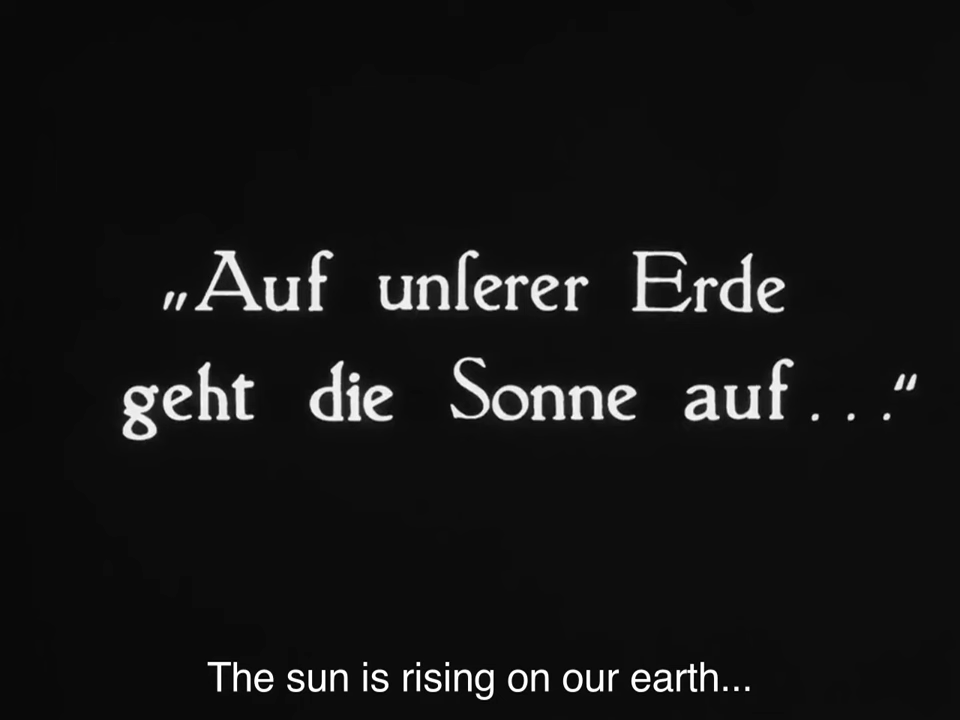 „Auf unſerer Erde
geht die Sonne auf . . .“
The sun is rising on our earth...